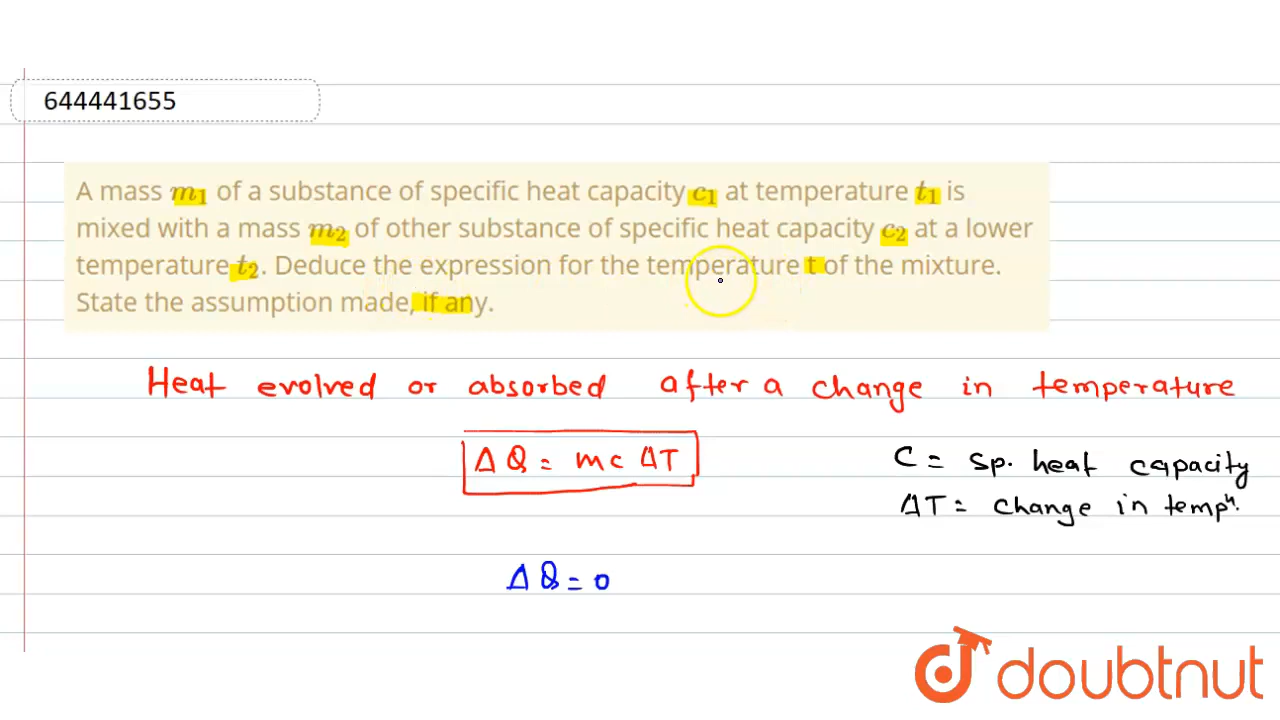 644441655
A mass m₁ of a substance of specific heat capacity c₁ at temperature t₁ is
mixed with a mass m₂ of other substance of specific heat capacity c₂ at a lower
temperature t₂. Deduce the expression for the temperature t of the mixture.
State the assumption made, if any.
Heat evolved or absorbed after a change in temperature
ΔQ = mc ΔT
C = sp. heat capacity
ΔT = change in tempʳ.
ΔQ = 0
doubtnut